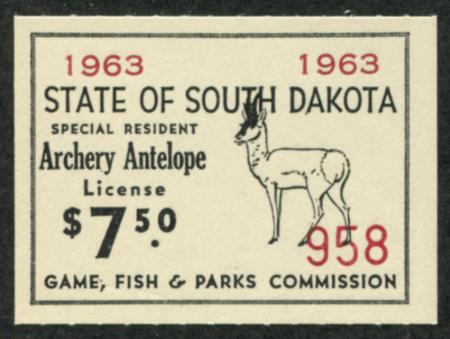 1963 1963
STATE OF SOUTH DAKOTA
SPECIAL RESIDENT
Archery Antelope
License
$7.50
958
GAME, FISH & PARKS COMMISSION